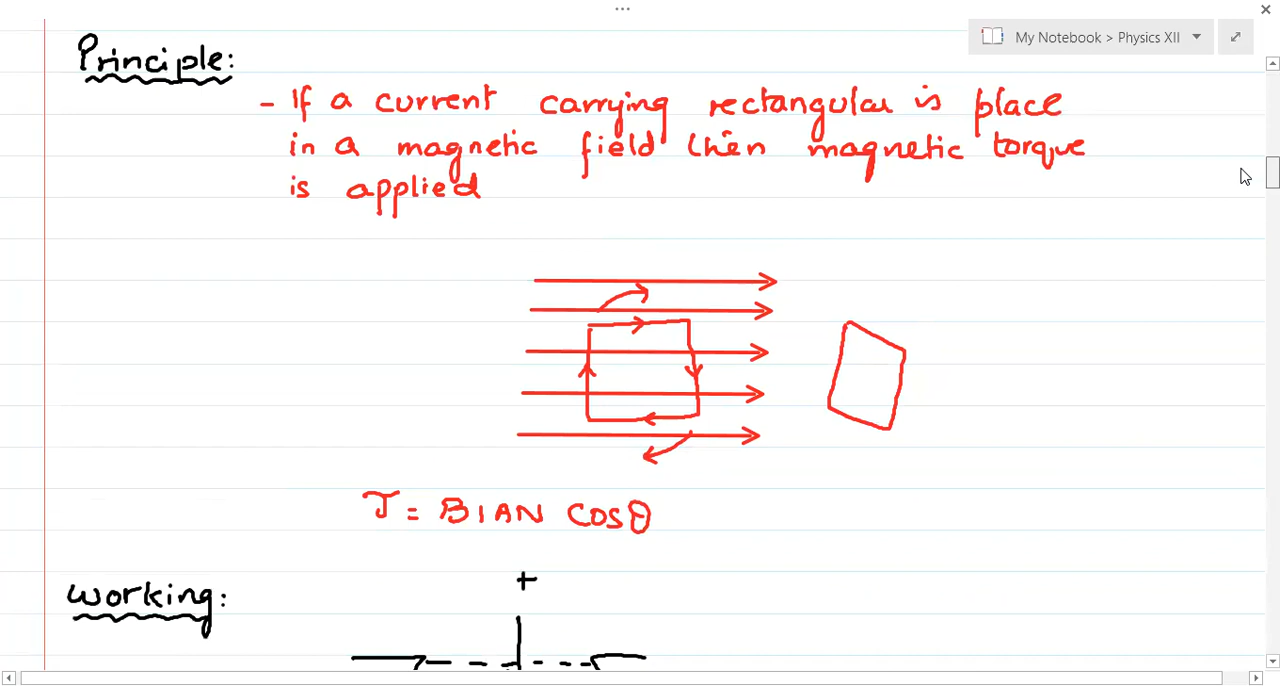 My Notebook > Physics XII
Principle:
- If a current carrying rectangular is place
in a magnetic field then magnetic torque
is applied
τ = BIAN COSθ
Working:
+